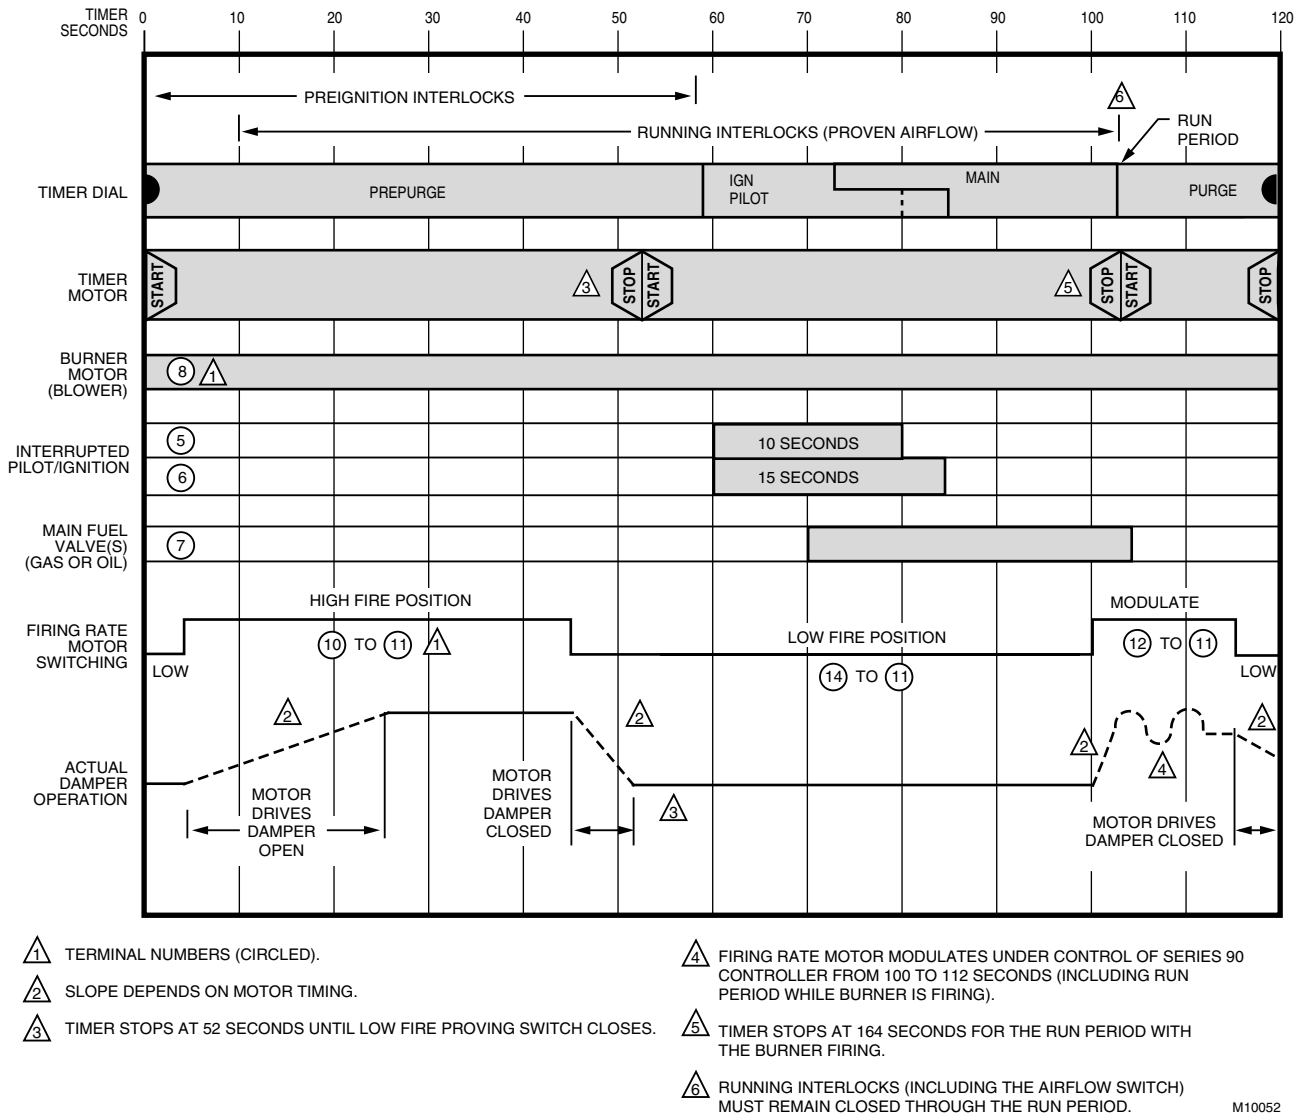 TIMER
SECONDS
0 10 20 30 40 50 60 70 80 90 100 110 120
PREIGNITION INTERLOCKS
6
RUNNING INTERLOCKS (PROVEN AIRFLOW)
RUN
PERIOD
TIMER DIAL
PREPURGE
IGN
PILOT
MAIN
PURGE
TIMER
MOTOR
START
3
STOP
START
5
STOP
START
STOP
BURNER
MOTOR
(BLOWER)
8 1
INTERRUPTED
PILOT/IGNITION
5
10 SECONDS
6
15 SECONDS
MAIN FUEL
VALVE(S)
(GAS OR OIL)
7
FIRING RATE
MOTOR
SWITCHING
LOW
HIGH FIRE POSITION
10 TO 11 1
LOW FIRE POSITION
14 TO 11
MODULATE
12 TO 11
LOW
ACTUAL
DAMPER
OPERATION
2
2
2
2
4
3
MOTOR
DRIVES
DAMPER
OPEN
MOTOR
DRIVES
DAMPER
CLOSED
MOTOR DRIVES
DAMPER CLOSED
1 TERMINAL NUMBERS (CIRCLED).
2 SLOPE DEPENDS ON MOTOR TIMING.
3 TIMER STOPS AT 52 SECONDS UNTIL LOW FIRE PROVING SWITCH CLOSES.
4 FIRING RATE MOTOR MODULATES UNDER CONTROL OF SERIES 90
CONTROLLER FROM 100 TO 112 SECONDS (INCLUDING RUN
PERIOD WHILE BURNER IS FIRING).
5 TIMER STOPS AT 164 SECONDS FOR THE RUN PERIOD WITH
THE BURNER FIRING.
6 RUNNING INTERLOCKS (INCLUDING THE AIRFLOW SWITCH)
MUST REMAIN CLOSED THROUGH THE RUN PERIOD.
M10052